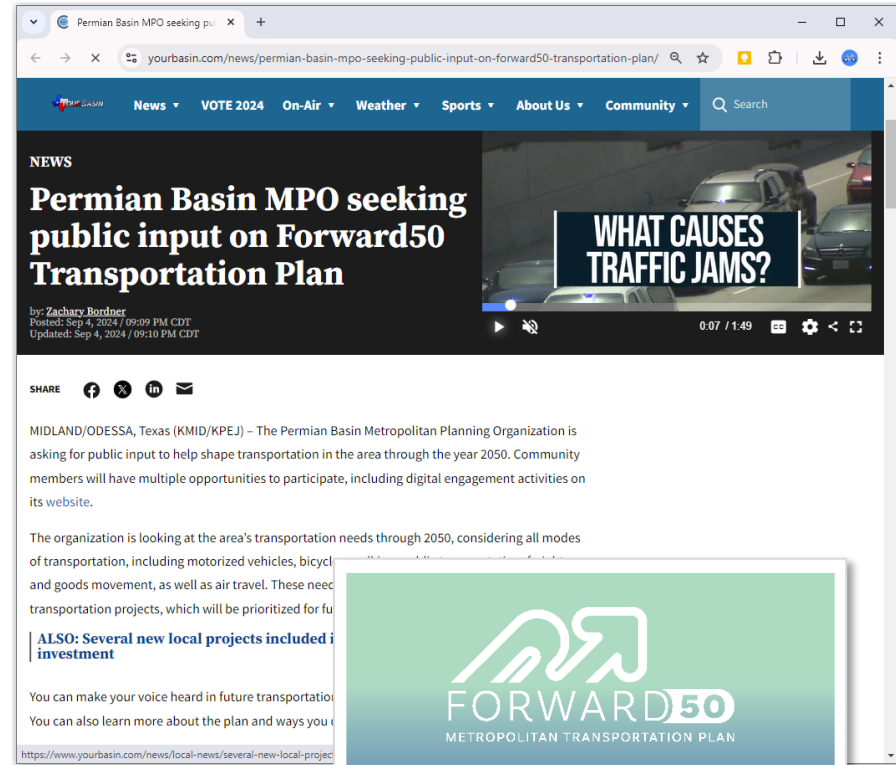 Permian Basin MPO seeking pu
yourbasin.com/news/permian-basin-mpo-seeking-public-input-on-forward50-transportation-plan/
YOUR BASIN
News
VOTE 2024
On-Air
Weather
Sports
About Us
Community
Search
NEWS
Permian Basin MPO seeking
public input on Forward50
Transportation Plan
by: Zachary Bordner
Posted: Sep 4, 2024 / 09:09 PM CDT
Updated: Sep 4, 2024 / 09:10 PM CDT
WHAT CAUSES
TRAFFIC JAMS?
0:07 / 1:49
CC
SHARE
MIDLAND/ODESSA, Texas (KMID/KPEJ) – The Permian Basin Metropolitan Planning Organization is
asking for public input to help shape transportation in the area through the year 2050. Community
members will have multiple opportunities to participate, including digital engagement activities on
its website.
The organization is looking at the area's transportation needs through 2050, considering all modes
of transportation, including motorized vehicles,
and goods movement, as well as air travel. These
transportation projects, which will be prioritized for
ALSO: Several new local projects included
investment
You can make your voice heard in future
You can also learn more about the plan and ways you
https://www.yourbasin.com/news/local-news/several-new-local-project
FORWARD 50
METROPOLITAN TRANSPORTATION PLAN